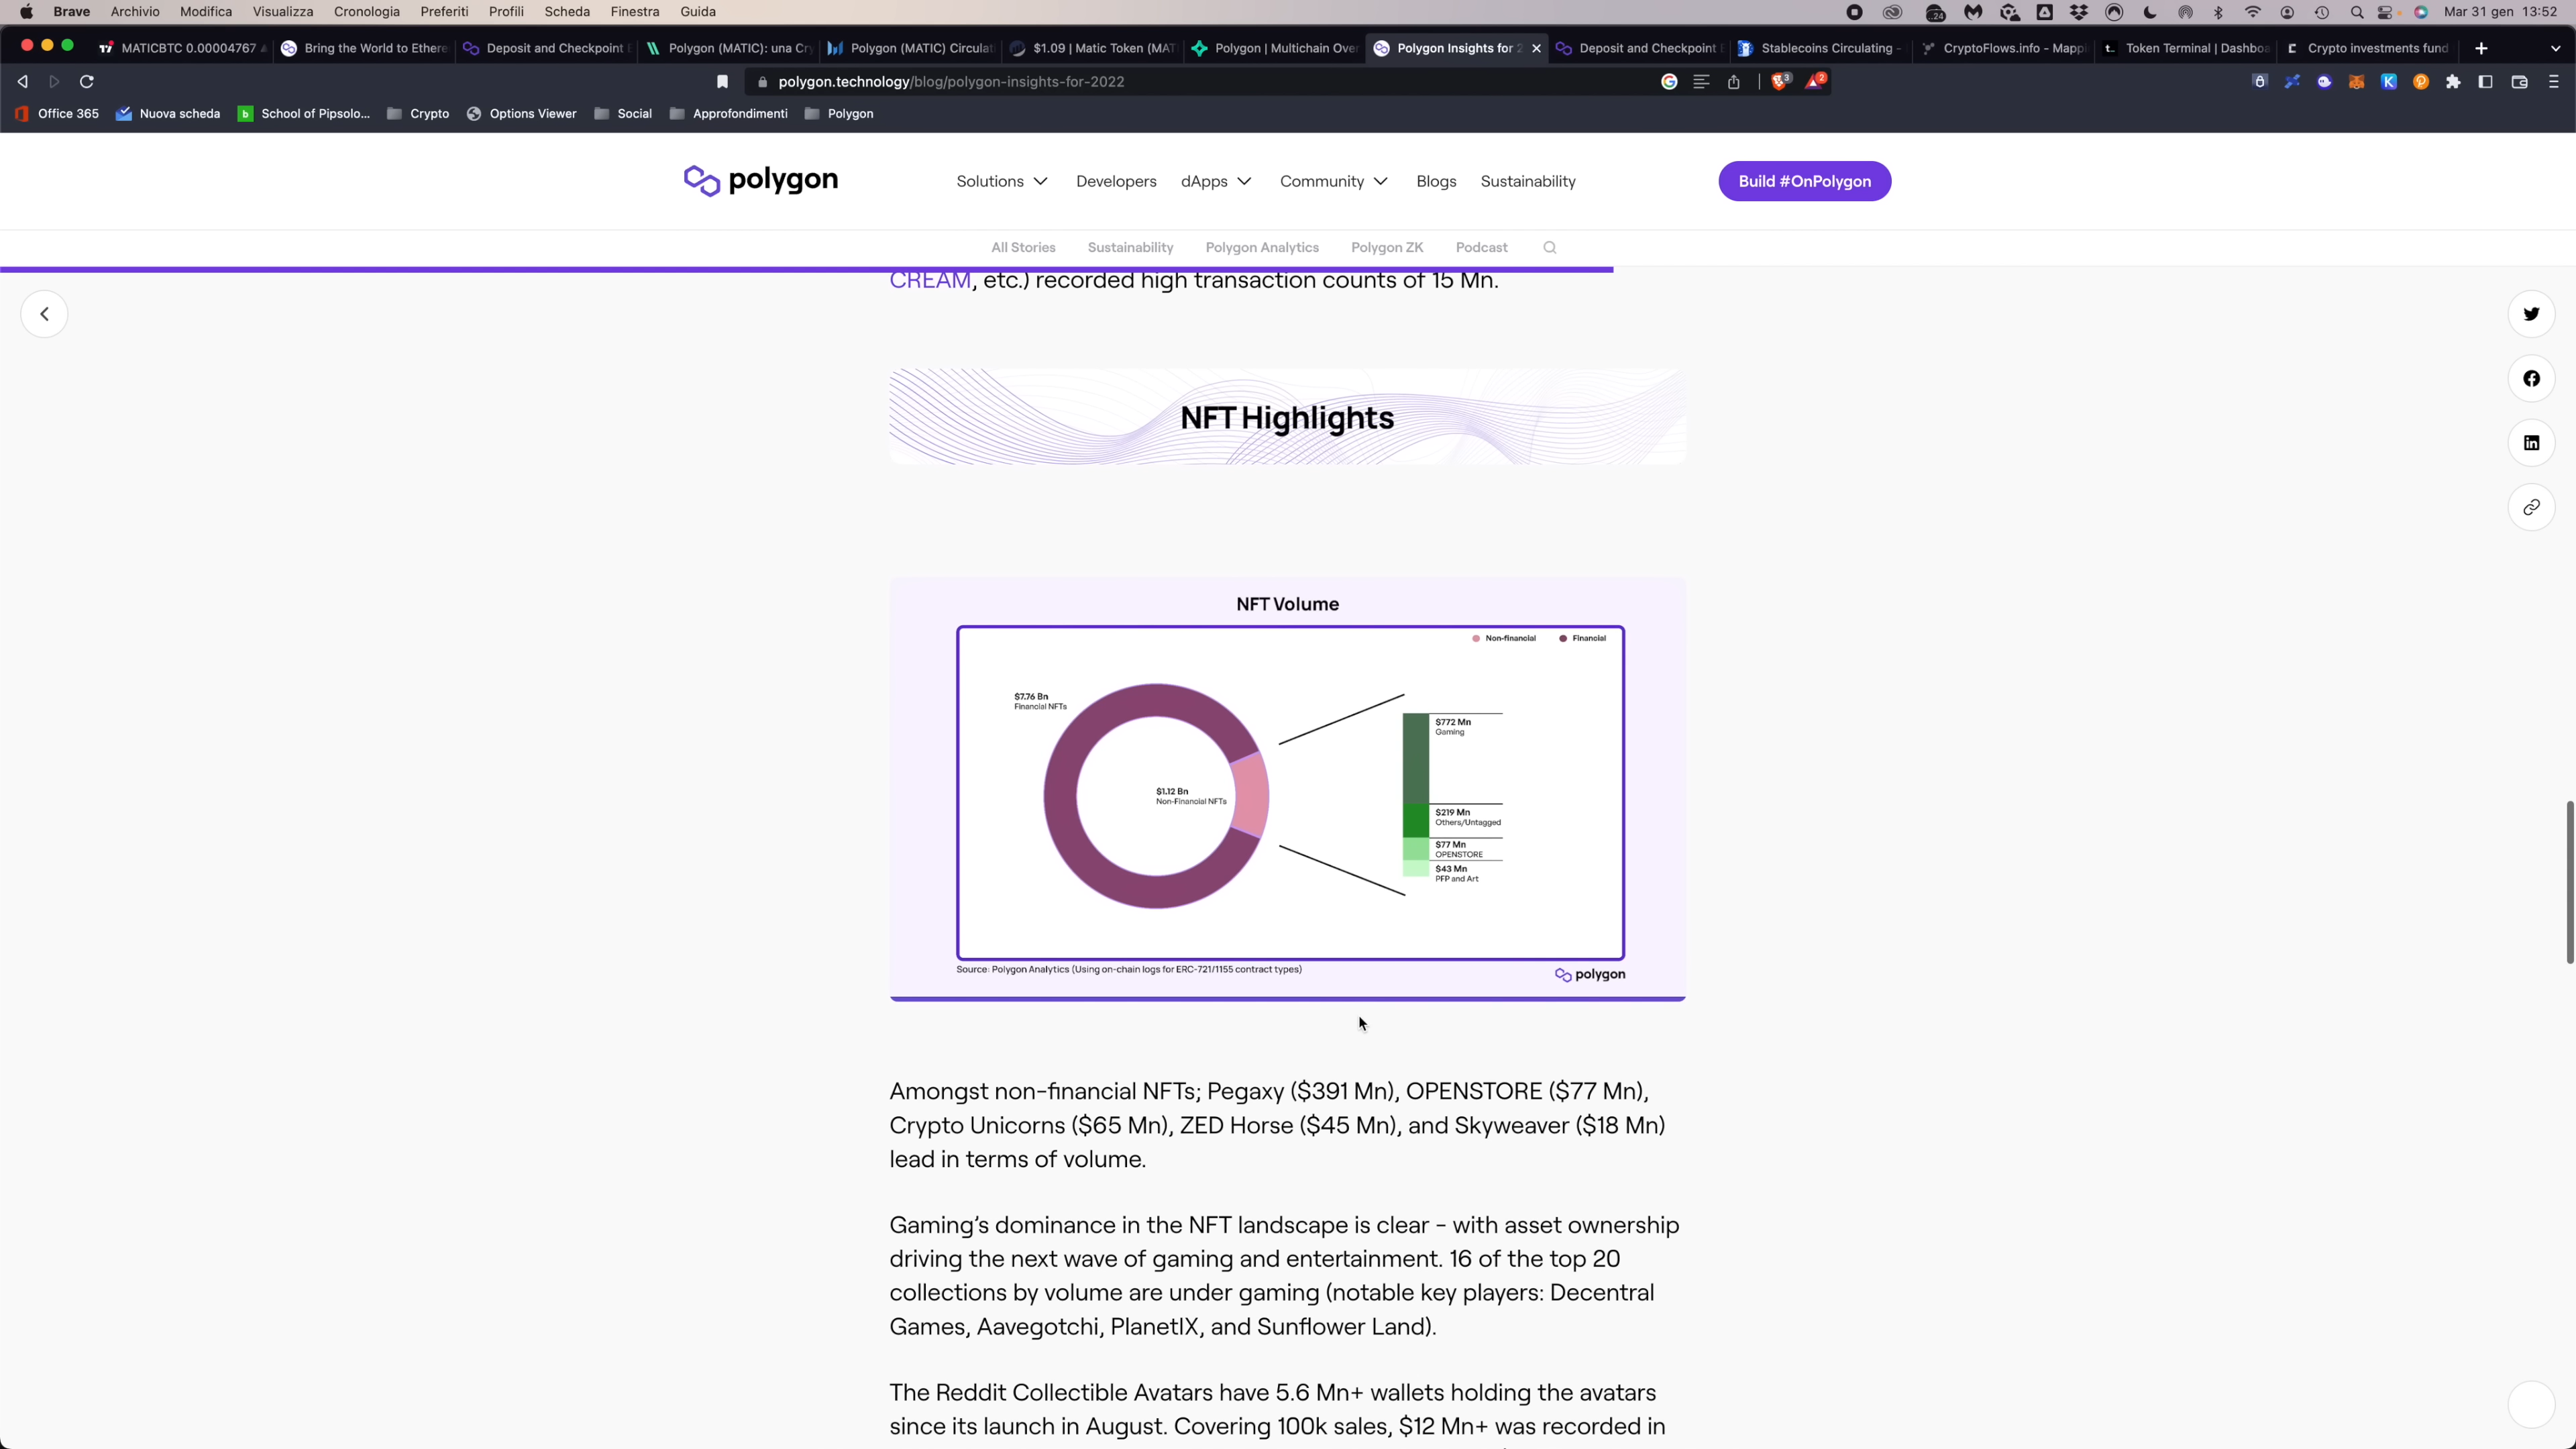 Brave Archivio Modifica Visualizza Cronologia Preferiti Profili Scheda Finestra Guida 24 Mar 31 gen 13:52
MATICBTC 0.00004767 Bring the World to Ethere Deposit and Checkpoint E Polygon (MATIC): una Cry Polygon (MATIC) Circulati $1.09 | Matic Token (MAT Polygon | Multichain Over Polygon Insights for 2 Deposit and Checkpoint E Stablecoins Circulating - CryptoFlows.info - Mappi Token Terminal | Dashboa Crypto investments fund
polygon.technology/blog/polygon-insights-for-2022 3 2
Office 365 Nuova scheda School of Pipsolo... Crypto Options Viewer Social Approfondimenti Polygon
polygon Solutions Developers dApps Community Blogs Sustainability Build #OnPolygon
All Stories Sustainability Polygon Analytics Polygon ZK Podcast
CREAM, etc.) recorded high transaction counts of 15 Mn.
NFT Highlights
NFT Volume
Non-financial Financial
$7.76 Bn
Financial NFTs
$1.12 Bn
Non-Financial NFTs
$772 Mn
Gaming
$219 Mn
Others/Untagged
$77 Mn
OPENSTORE
$43 Mn
PFP and Art
Source: Polygon Analytics (Using on-chain logs for ERC-721/1155 contract types)
polygon
Amongst non-financial NFTs; Pegaxy ($391 Mn), OPENSTORE ($77 Mn),
Crypto Unicorns ($65 Mn), ZED Horse ($45 Mn), and Skyweaver ($18 Mn)
lead in terms of volume.
Gaming's dominance in the NFT landscape is clear - with asset ownership
driving the next wave of gaming and entertainment. 16 of the top 20
collections by volume are under gaming (notable key players: Decentral
Games, Aavegotchi, PlanetIX, and Sunflower Land).
The Reddit Collectible Avatars have 5.6 Mn+ wallets holding the avatars
since its launch in August. Covering 100k sales, $12 Mn+ was recorded in